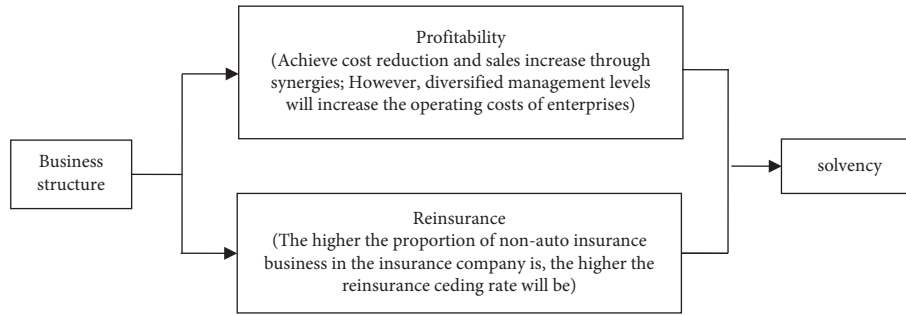 Business
structure
Profitability
(Achieve cost reduction and sales increase through
synergies; However, diversified management levels
will increase the operating costs of enterprises)
Reinsurance
(The higher the proportion of non-auto insurance
business in the insurance company is, the higher the
reinsurance ceding rate will be)
solvency